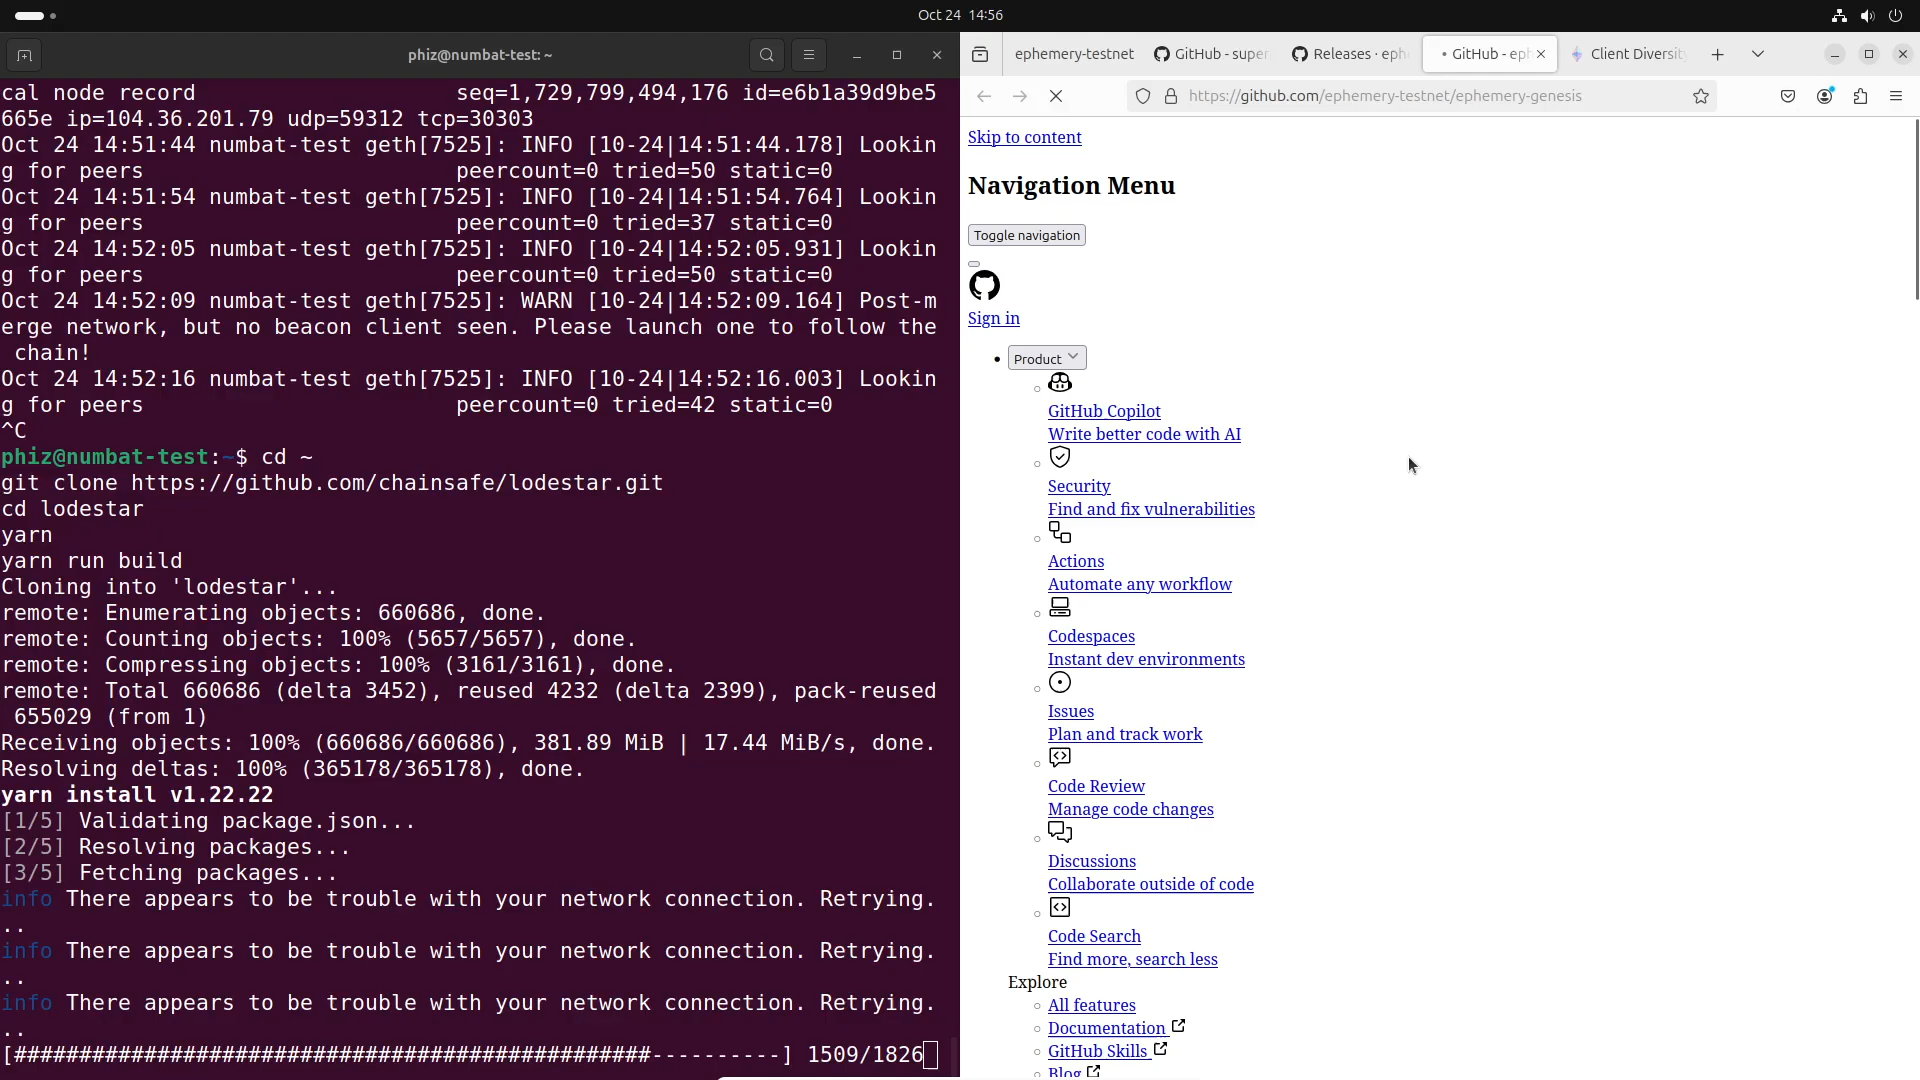 Oct 24 14:56
phiz@numbat-test: ~
cal node record                    seq=1,729,799,494,176 id=e6b1a39d9be5
665e ip=104.36.201.79 udp=59312 tcp=30303
Oct 24 14:51:44 numbat-test geth[7525]: INFO [10-24|14:51:44.178] Lookin
g for peers                        peercount=0 tried=50 static=0
Oct 24 14:51:54 numbat-test geth[7525]: INFO [10-24|14:51:54.764] Lookin
g for peers                        peercount=0 tried=37 static=0
Oct 24 14:52:05 numbat-test geth[7525]: INFO [10-24|14:52:05.931] Lookin
g for peers                        peercount=0 tried=50 static=0
Oct 24 14:52:09 numbat-test geth[7525]: WARN [10-24|14:52:09.164] Post-m
erge network, but no beacon client seen. Please launch one to follow the
 chain!
Oct 24 14:52:16 numbat-test geth[7525]: INFO [10-24|14:52:16.003] Lookin
g for peers                        peercount=0 tried=42 static=0
^C
phiz@numbat-test:~$ cd ~
git clone https://github.com/chainsafe/lodestar.git
cd lodestar
yarn
yarn run build
Cloning into 'lodestar'...
remote: Enumerating objects: 660686, done.
remote: Counting objects: 100% (5657/5657), done.
remote: Compressing objects: 100% (3161/3161), done.
remote: Total 660686 (delta 3452), reused 4232 (delta 2399), pack-reused
 655029 (from 1)
Receiving objects: 100% (660686/660686), 381.89 MiB | 17.44 MiB/s, done.
Resolving deltas: 100% (365178/365178), done.
yarn install v1.22.22
[1/5] Validating package.json...
[2/5] Resolving packages...
[3/5] Fetching packages...
info There appears to be trouble with your network connection. Retrying.
..
info There appears to be trouble with your network connection. Retrying.
..
info There appears to be trouble with your network connection. Retrying.
..
[#################################################----------] 1509/1826
ephemery-testnet
GitHub - super
Releases · eph
GitHub - eph
Client Diversity
https://github.com/ephemery-testnet/ephemery-genesis
Skip to content
Navigation Menu
Toggle navigation
Sign in
Product
GitHub Copilot
Write better code with AI
Security
Find and fix vulnerabilities
Actions
Automate any workflow
Codespaces
Instant dev environments
Issues
Plan and track work
Code Review
Manage code changes
Discussions
Collaborate outside of code
Code Search
Find more, search less
Explore
All features
Documentation
GitHub Skills
Blog